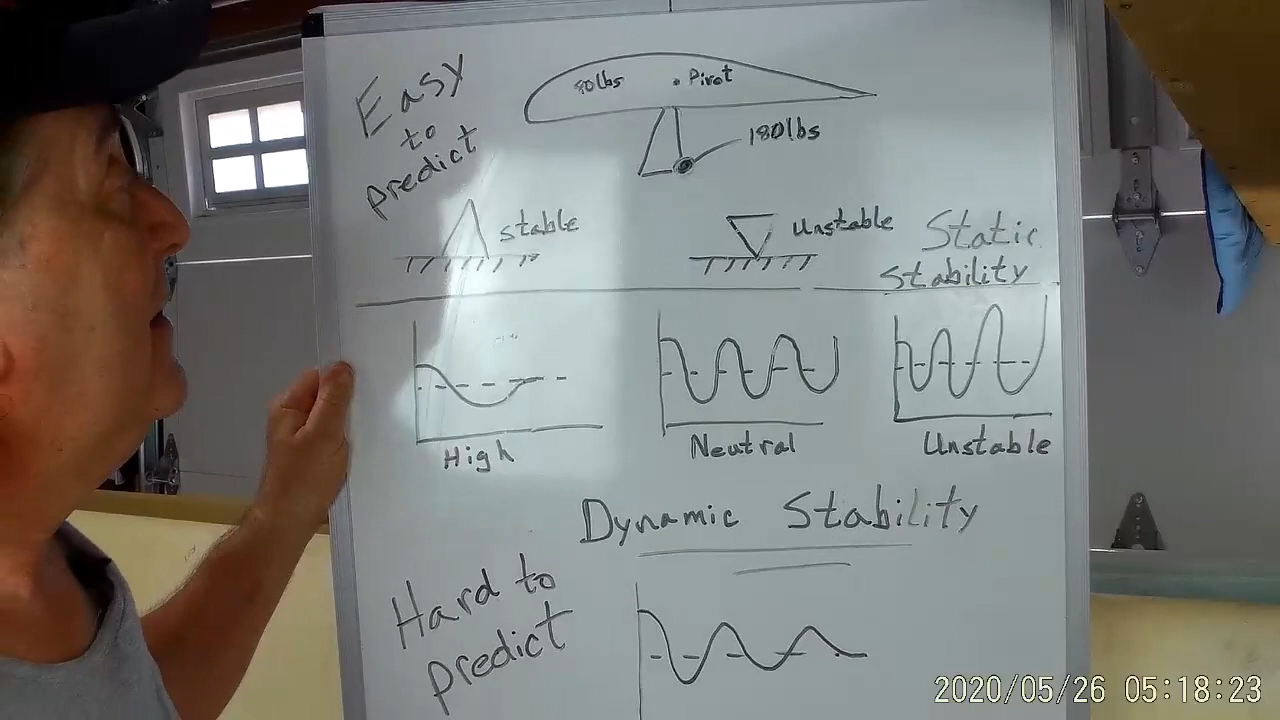 Easy
to
predict
80lbs
. Pivot
180lbs
stable
Unstable
Static
Stability
High
Neutral
Unstable
Dynamic Stability
Hard to
predict
2020/05/26 05:18:23